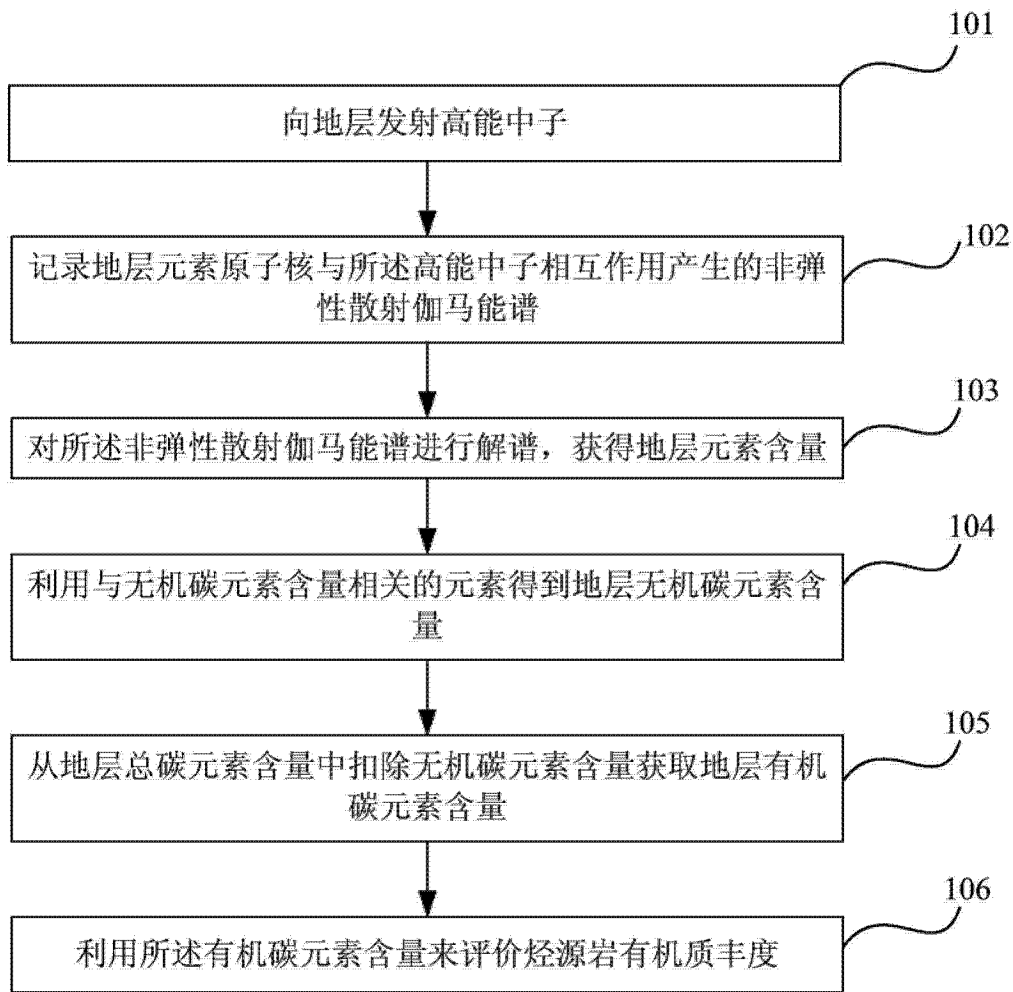 101
向地层发射高能中子
102
记录地层元素原子核与所述高能中子相互作用产生的非弹
性散射伽马能谱
103
对所述非弹性散射伽马能谱进行解谱，获得地层元素含量
104
利用与无机碳元素含量相关的元素得到地层无机碳元素含
量
105
从地层总碳元素含量中扣除无机碳元素含量获取地层有机
碳元素含量
106
利用所述有机碳元素含量来评价烃源岩有机质丰度